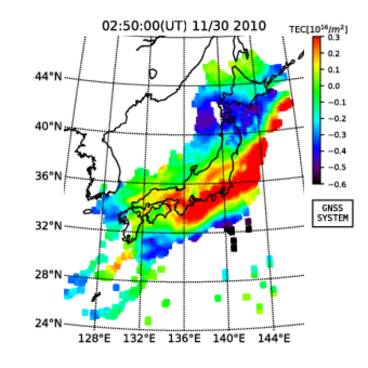 02:50:00(UT) 11/30 2010
TEC[10¹⁶/m²]
44°N
40°N
36°N
32°N
28°N
24°N
128°E 132°E 136°E 140°E 144°E
0.3
0.2
0.1
0.0
−0.1
−0.2
−0.3
−0.4
−0.5
−0.6
GNSS
SYSTEM